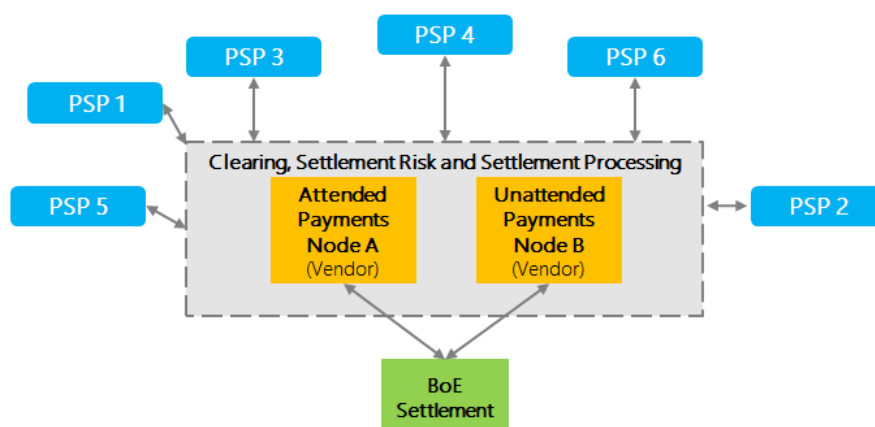 PSP 4
PSP 3
PSP 6
PSP 1
Clearing, Settlement Risk and Settlement Processing
PSP 5
Attended
Payments
Node A
(Vendor)
Unattended
Payments
Node B
(Vendor)
PSP 2
BoE
Settlement